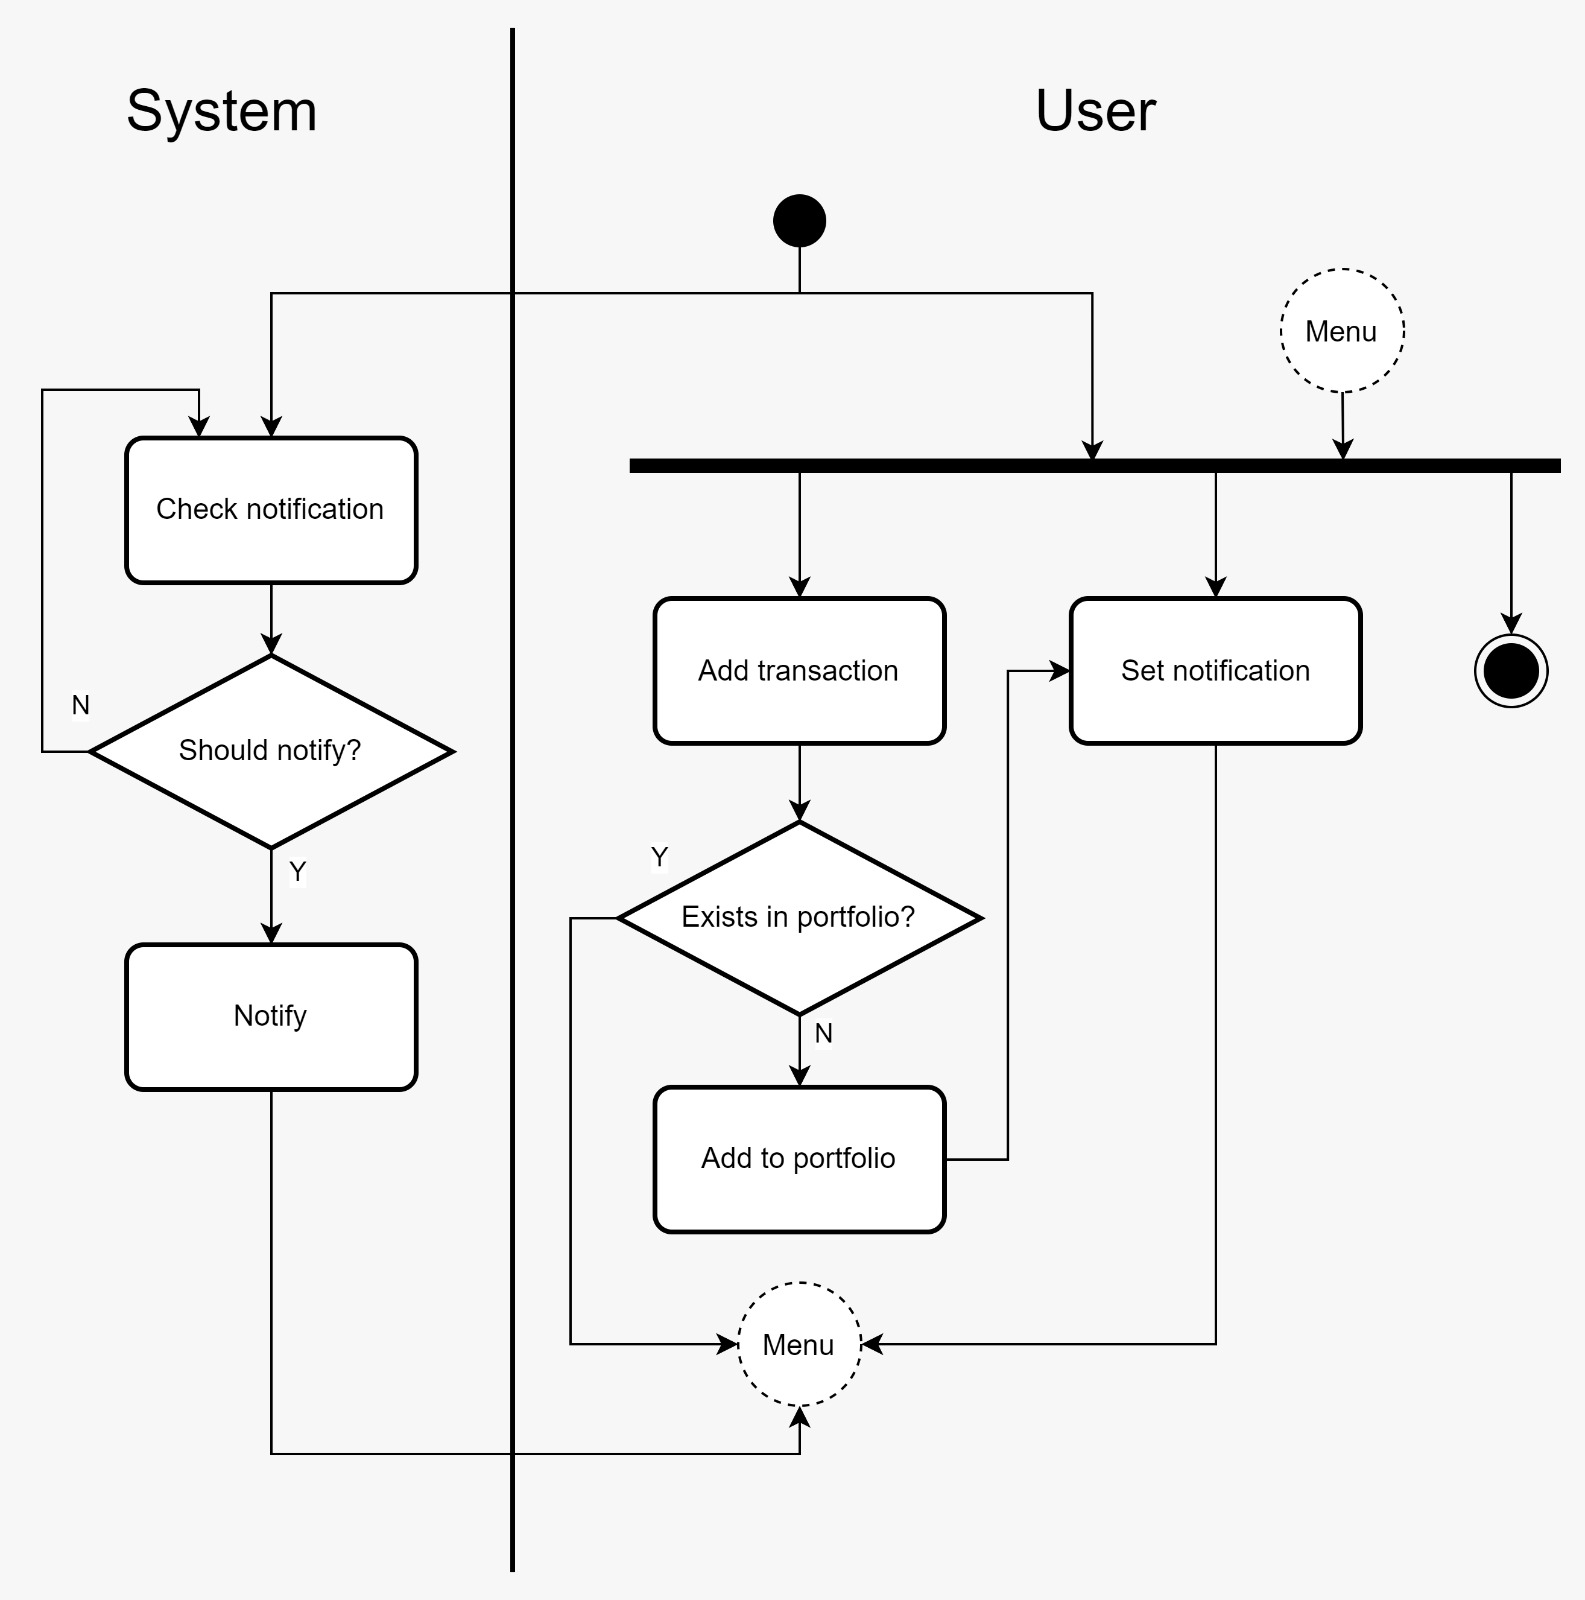 System
User
Menu
Check notification
N
Should notify?
Y
Notify
Add transaction
Set notification
Y
Exists in portfolio?
N
Add to portfolio
Menu